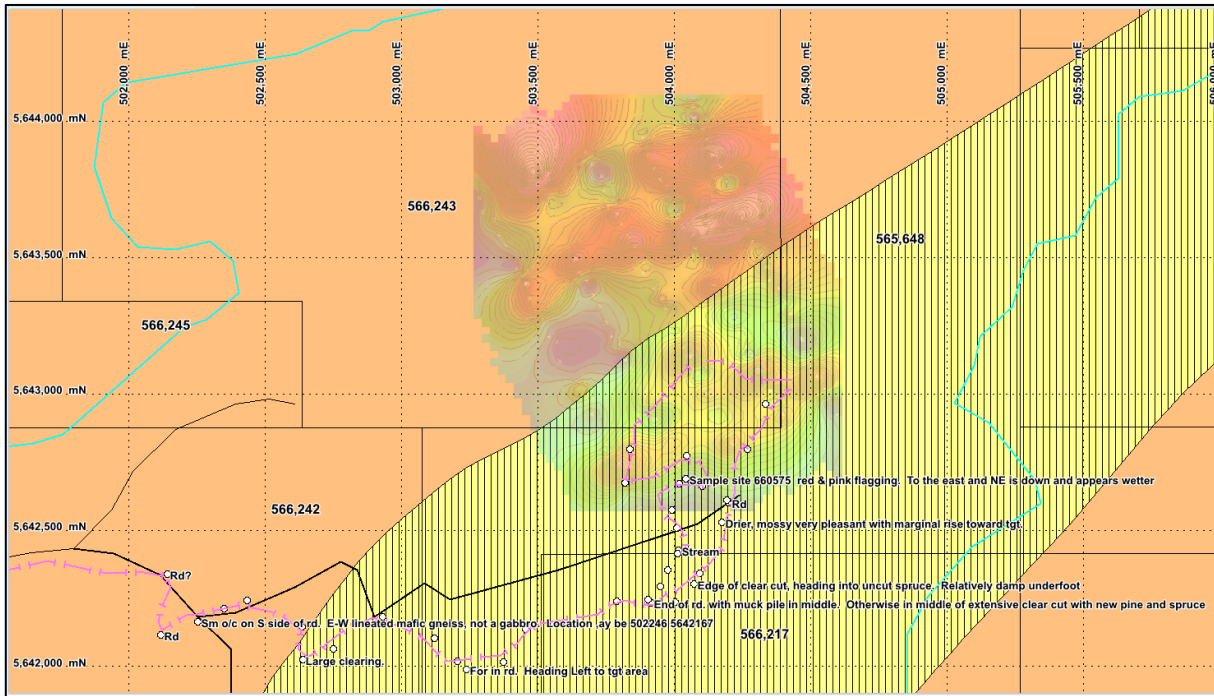 502,000 mE
502,500 mE
503,000 mE
503,500 mE
504,000 mE
504,500 mE
505,000 mE
505,500 mE
5,644,000 mN
566,243
565,648
5,643,500 mN
566,245
5,643,000 mN
566,242
Sample site 660575 red & pink flagging. To the east and NE is down and appears wetter
Rd
5,642,500 mN
Drier, mossy very pleasant with marginal rise toward tgt.
Stream
Rd?
Edge of clear cut, heading into uncut spruce. Relatively damp underfoot
End of rd. with muck pile in middle. Otherwise in middle of extensive clear cut with new pine and spruce
Sm o/c on S side of rd. E-W lineated mafic gneiss, not a gabbro. Location ,ay be 502246 5642167
Rd
566,217
5,642,000 mN
Large clearing.
For in rd. Heading Left to tgt area